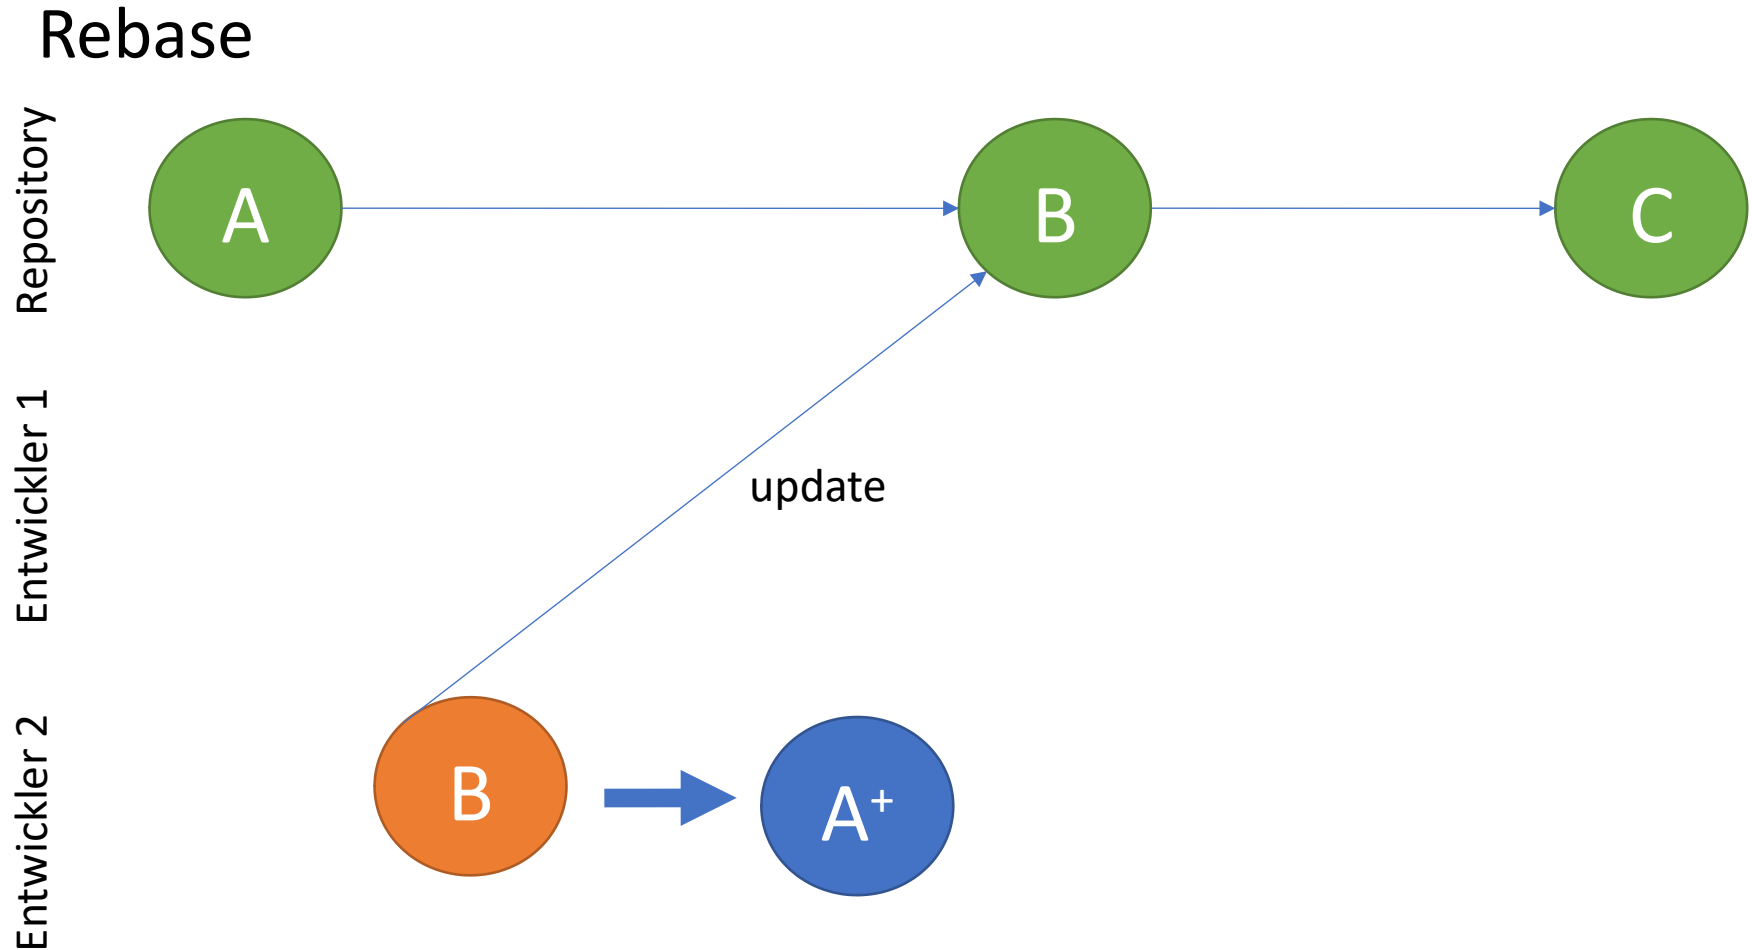 Rebase
Repository
A
B
C
Entwickler 1
update
Entwickler 2
B
A⁺